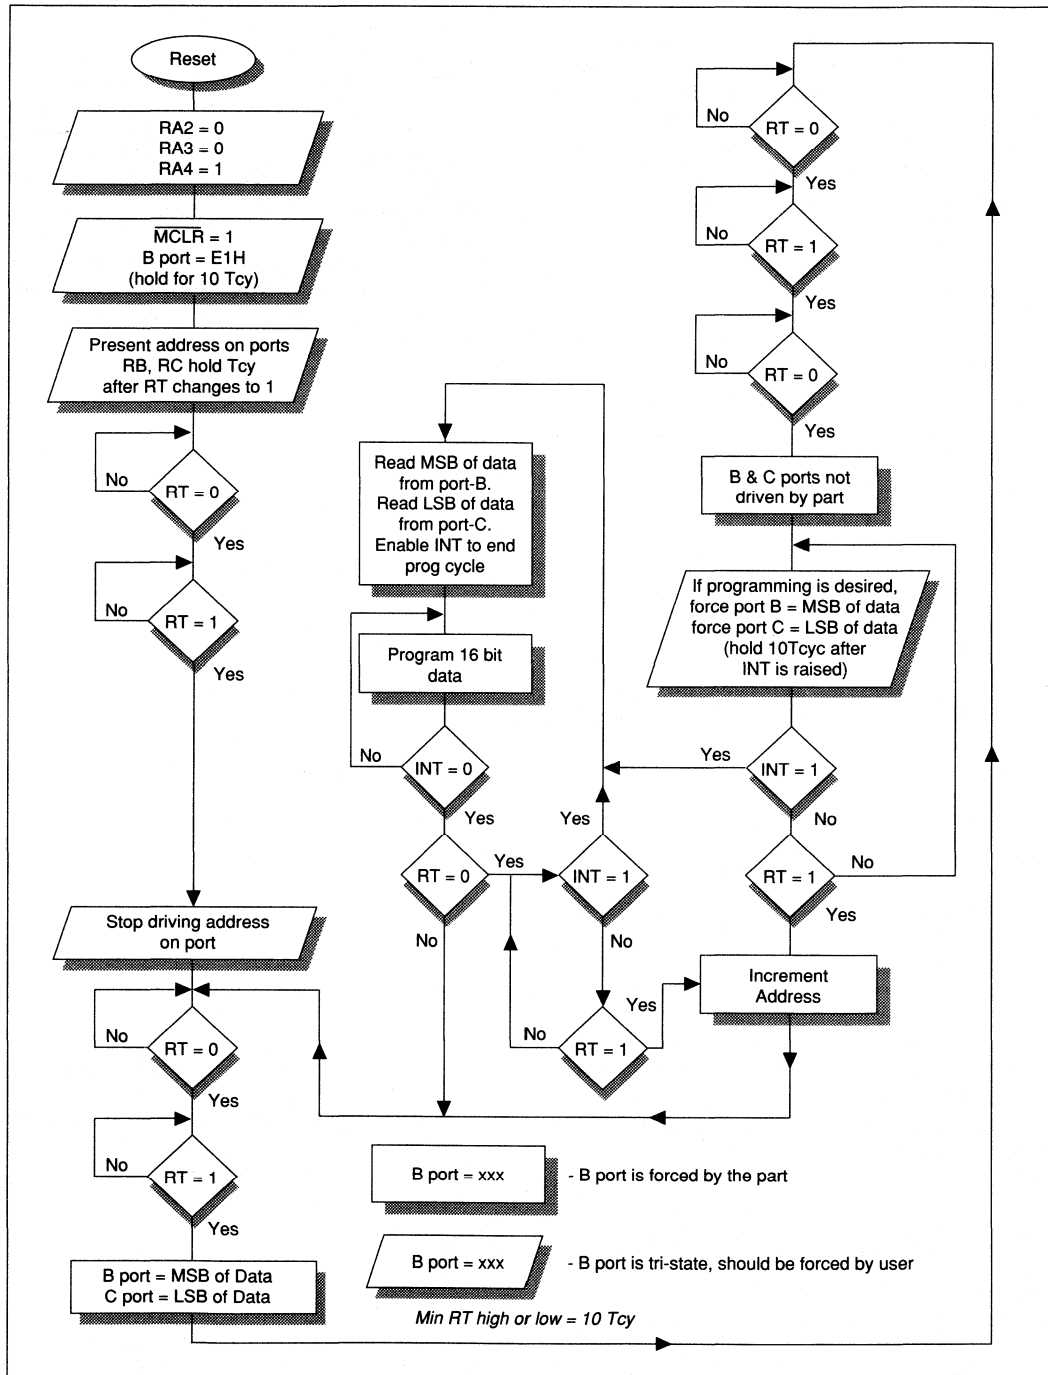 Reset
RA2 = 0
RA3 = 0
RA4 = 1
MCLR = 1
B port = E1H
(hold for 10 Tcy)
Present address on ports
RB, RC hold Tcy
after RT changes to 1
No
RT = 0
Yes
No
RT = 1
Yes
Stop driving address
on port
No
RT = 0
Yes
No
RT = 1
Yes
B port = MSB of Data
C port = LSB of Data
No
RT = 0
Yes
No
RT = 1
Yes
No
RT = 0
Yes
B & C ports not
driven by part
If programming is desired,
force port B = MSB of data
force port C = LSB of data
(hold 10Tcyc after
INT is raised)
Yes
INT = 1
No
RT = 1
No
Yes
Increment
Address
Read MSB of data
from port-B.
Read LSB of data
from port-C.
Enable INT to end
prog cycle
Program 16 bit
data
No
INT = 0
Yes
RT = 0
Yes
No
Yes
INT = 1
No
No
RT = 1
Yes
B port = xxx
- B port is forced by the part
B port = xxx
- B port is tri-state, should be forced by user
Min RT high or low = 10 Tcy